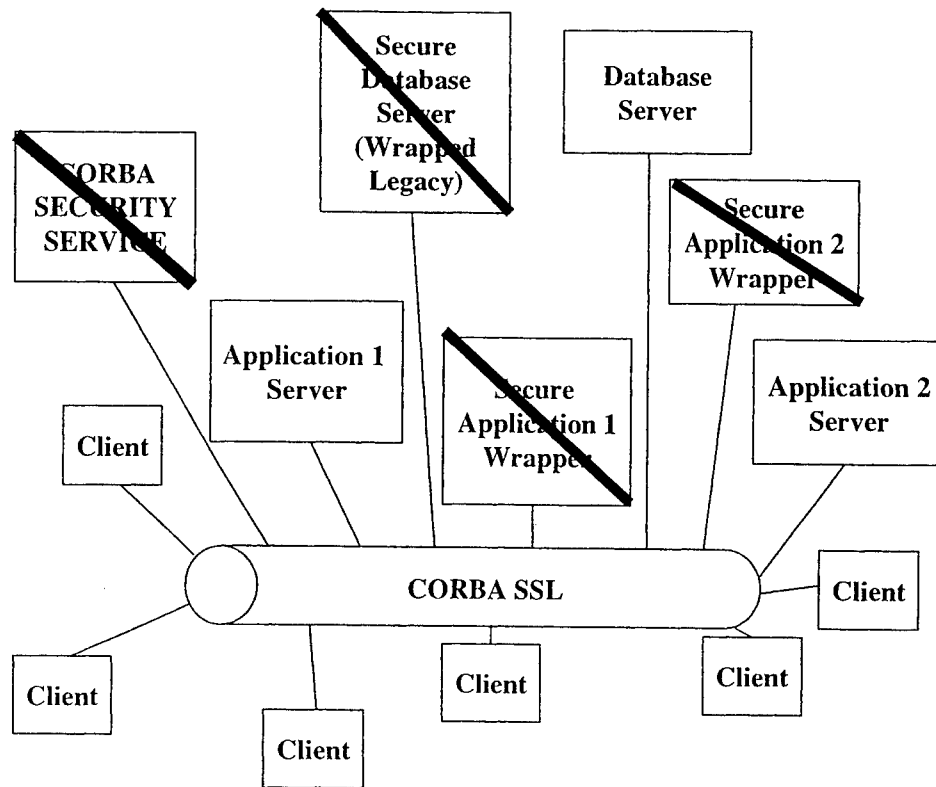 Secure
Database
Server
(Wrapped
Legacy)
Database
Server
CORBA
SECURITY
SERVICE
Secure
Application 2
Wrapper
Application 1
Server
Secure
Application 1
Wrapper
Application 2
Server
Client
CORBA SSL
Client
Client
Client
Client
Client